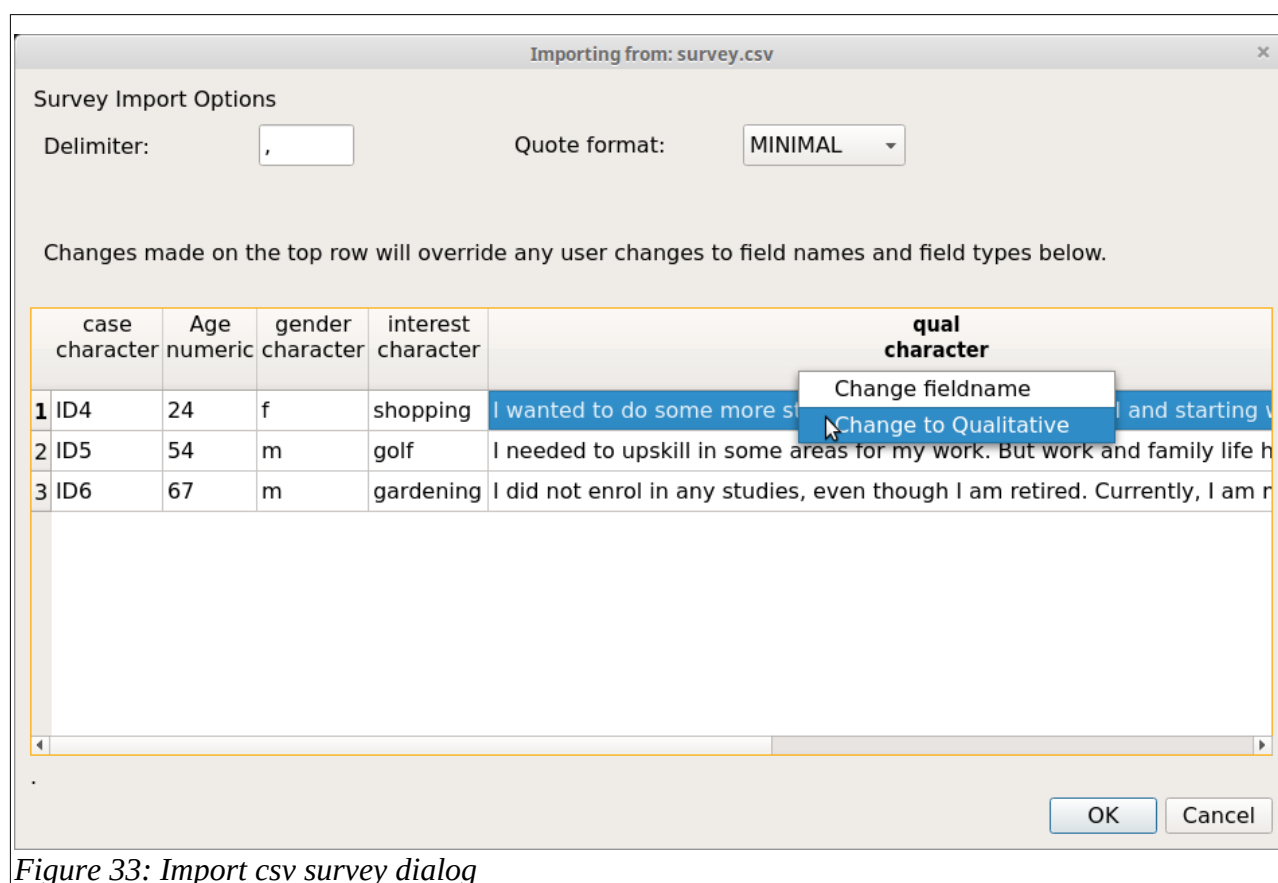 Importing from: survey.csv ×
Survey Import Options
Delimiter: , Quote format: MINIMAL
Changes made on the top row will override any user changes to field names and field types below.
case Age gender interest qual
character numeric character character character
Change fieldname
1 ID4 24 f shopping I wanted to do some more and starting
Change to Qualitative
2 ID5 54 m golf I needed to upskill in some areas for my work. But work and family life
3 ID6 67 m gardening I did not enrol in any studies, even though I am retired. Currently, I am
.
OK Cancel
Figure 33: Import csv survey dialog